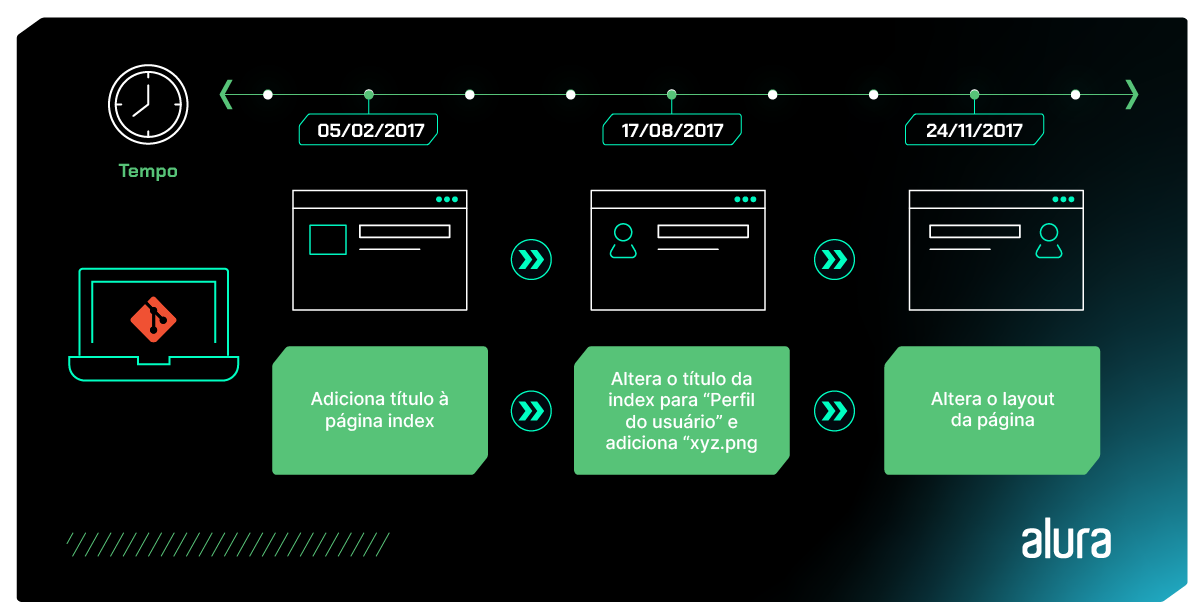 05/02/2017
17/08/2017
24/11/2017
Tempo
Adiciona título à
página index
Altera o título da
index para “Perfil
do usuário” e
adiciona “xyz.png
Altera o layout
da página
alura